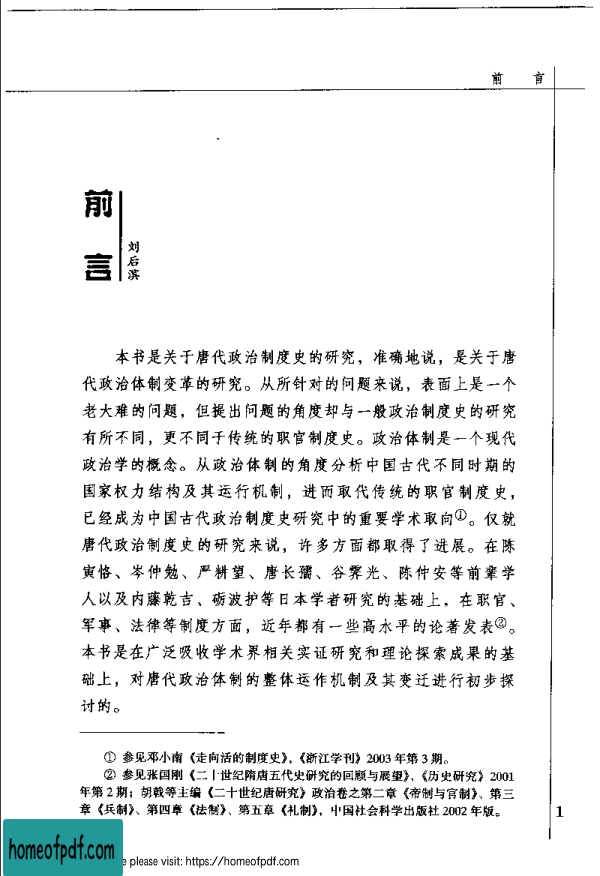 前　言
前言
刘后滨
本书是关于唐代政治制度史的研究，准确地说，是关于唐
代政治体制变革的研究。从所针对的问题来说，表面上是一个
老大难的问题，但提出问题的角度却与一般政治制度史的研究
有所不同，更不同于传统的职官制度史。政治体制是一个现代
政治学的概念。从政治体制的角度分析中国古代不同时期的
国家权力结构及其运行机制，进而取代传统的职官制度史，
已经成为中国古代政治制度史研究中的重要学术取向①。仅就
唐代政治制度史的研究来说，许多方面都取得了进展。在陈
寅恪、岑仲勉、严耕望、唐长孺、谷霁光、陈仲安等前辈学
人以及内藤乾吉、砺波护等日本学者研究的基础上，在职官、
军事、法律等制度方面，近年都有一些高水平的论著发表②。
本书是在广泛吸收学术界相关实证研究和理论探索成果的基
础上，对唐代政治体制的整体运作机制及其变迁进行初步探
讨的。
① 参见邓小南《走向活的制度史》，《浙江学刊》2003年第3期。
② 参见张国刚《二十世纪隋唐五代史研究的回顾与展望》，《历史研究》2001
年第2期；胡戟等主编《二十世纪唐研究》政治卷之第二章《帝制与官制》、第三
章《兵制》、第四章《法制》、第五章《礼制》，中国社会科学出版社2002年版。
1
homeofpdf.com
e please visit: https://homeofpdf.com